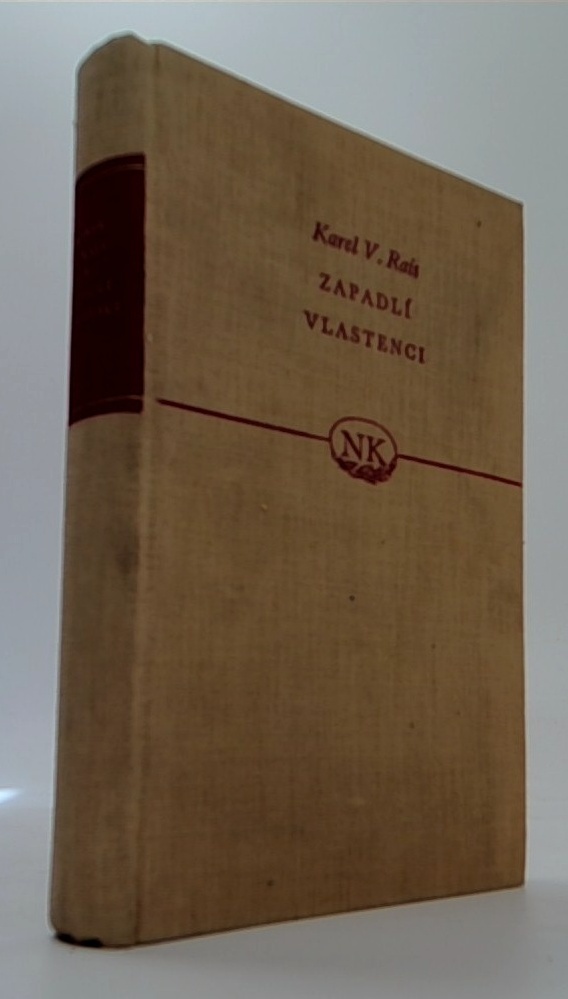 Karel V. Rais
ZAPADLÍ
VLASTENCI
NK